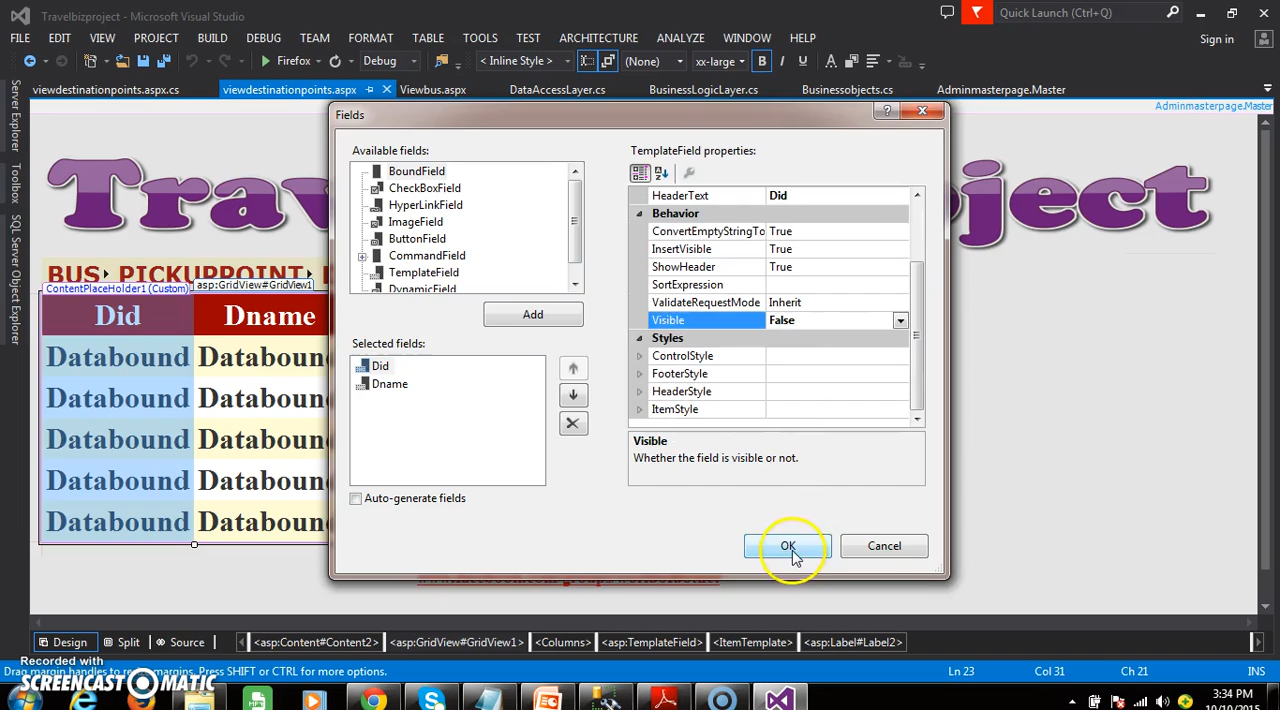 Travelbizproject - Microsoft Visual Studio
Quick Launch (Ctrl+Q)
FILE EDIT VIEW PROJECT BUILD DEBUG TEAM FORMAT TABLE TOOLS TEST ARCHITECTURE ANALYZE WINDOW HELP
Sign in
Firefox Debug < Inline Style > (None) xx-large B I U A
viewdestinationpoints.aspx.cs viewdestinationpoints.aspx Viewbus.aspx DataAccessLayer.cs BusinessLogicLayer.cs Businessobjects.cs Adminmasterpage.Master
Adminmasterpage.Master
Server Explorer
Toolbox
SQL Server Object Explorer
BUS PICKUPPOINT
ContentPlaceHolder1 (Custom) asp:GridView#GridView1
Did Dname
Databound Databound
Databound Databound
Databound Databound
Databound Databound
Databound Databound
Fields
Available fields:
BoundField
CheckBoxField
HyperLinkField
ImageField
ButtonField
CommandField
TemplateField
DynamicField
Add
Selected fields:
Did
Dname
Auto-generate fields
TemplateField properties:
HeaderText Did
Behavior
ConvertEmptyStringTo True
InsertVisible True
ShowHeader True
SortExpression
ValidateRequestMode Inherit
Visible False
Styles
ControlStyle
FooterStyle
HeaderStyle
ItemStyle
Visible
Whether the field is visible or not.
OK Cancel
Design Split Source <asp:Content#Content2> <asp:GridView#GridView1> <Columns> <asp:TemplateField> <ItemTemplate> <asp:Label#Label2>
Recorded with
SCREENCAST MATIC
Drag margin handles to resize margins. Press SHIFT or CTRL for more options.
Ln 23 Col 31 Ch 21 INS
3:34 PM
10/10/2015